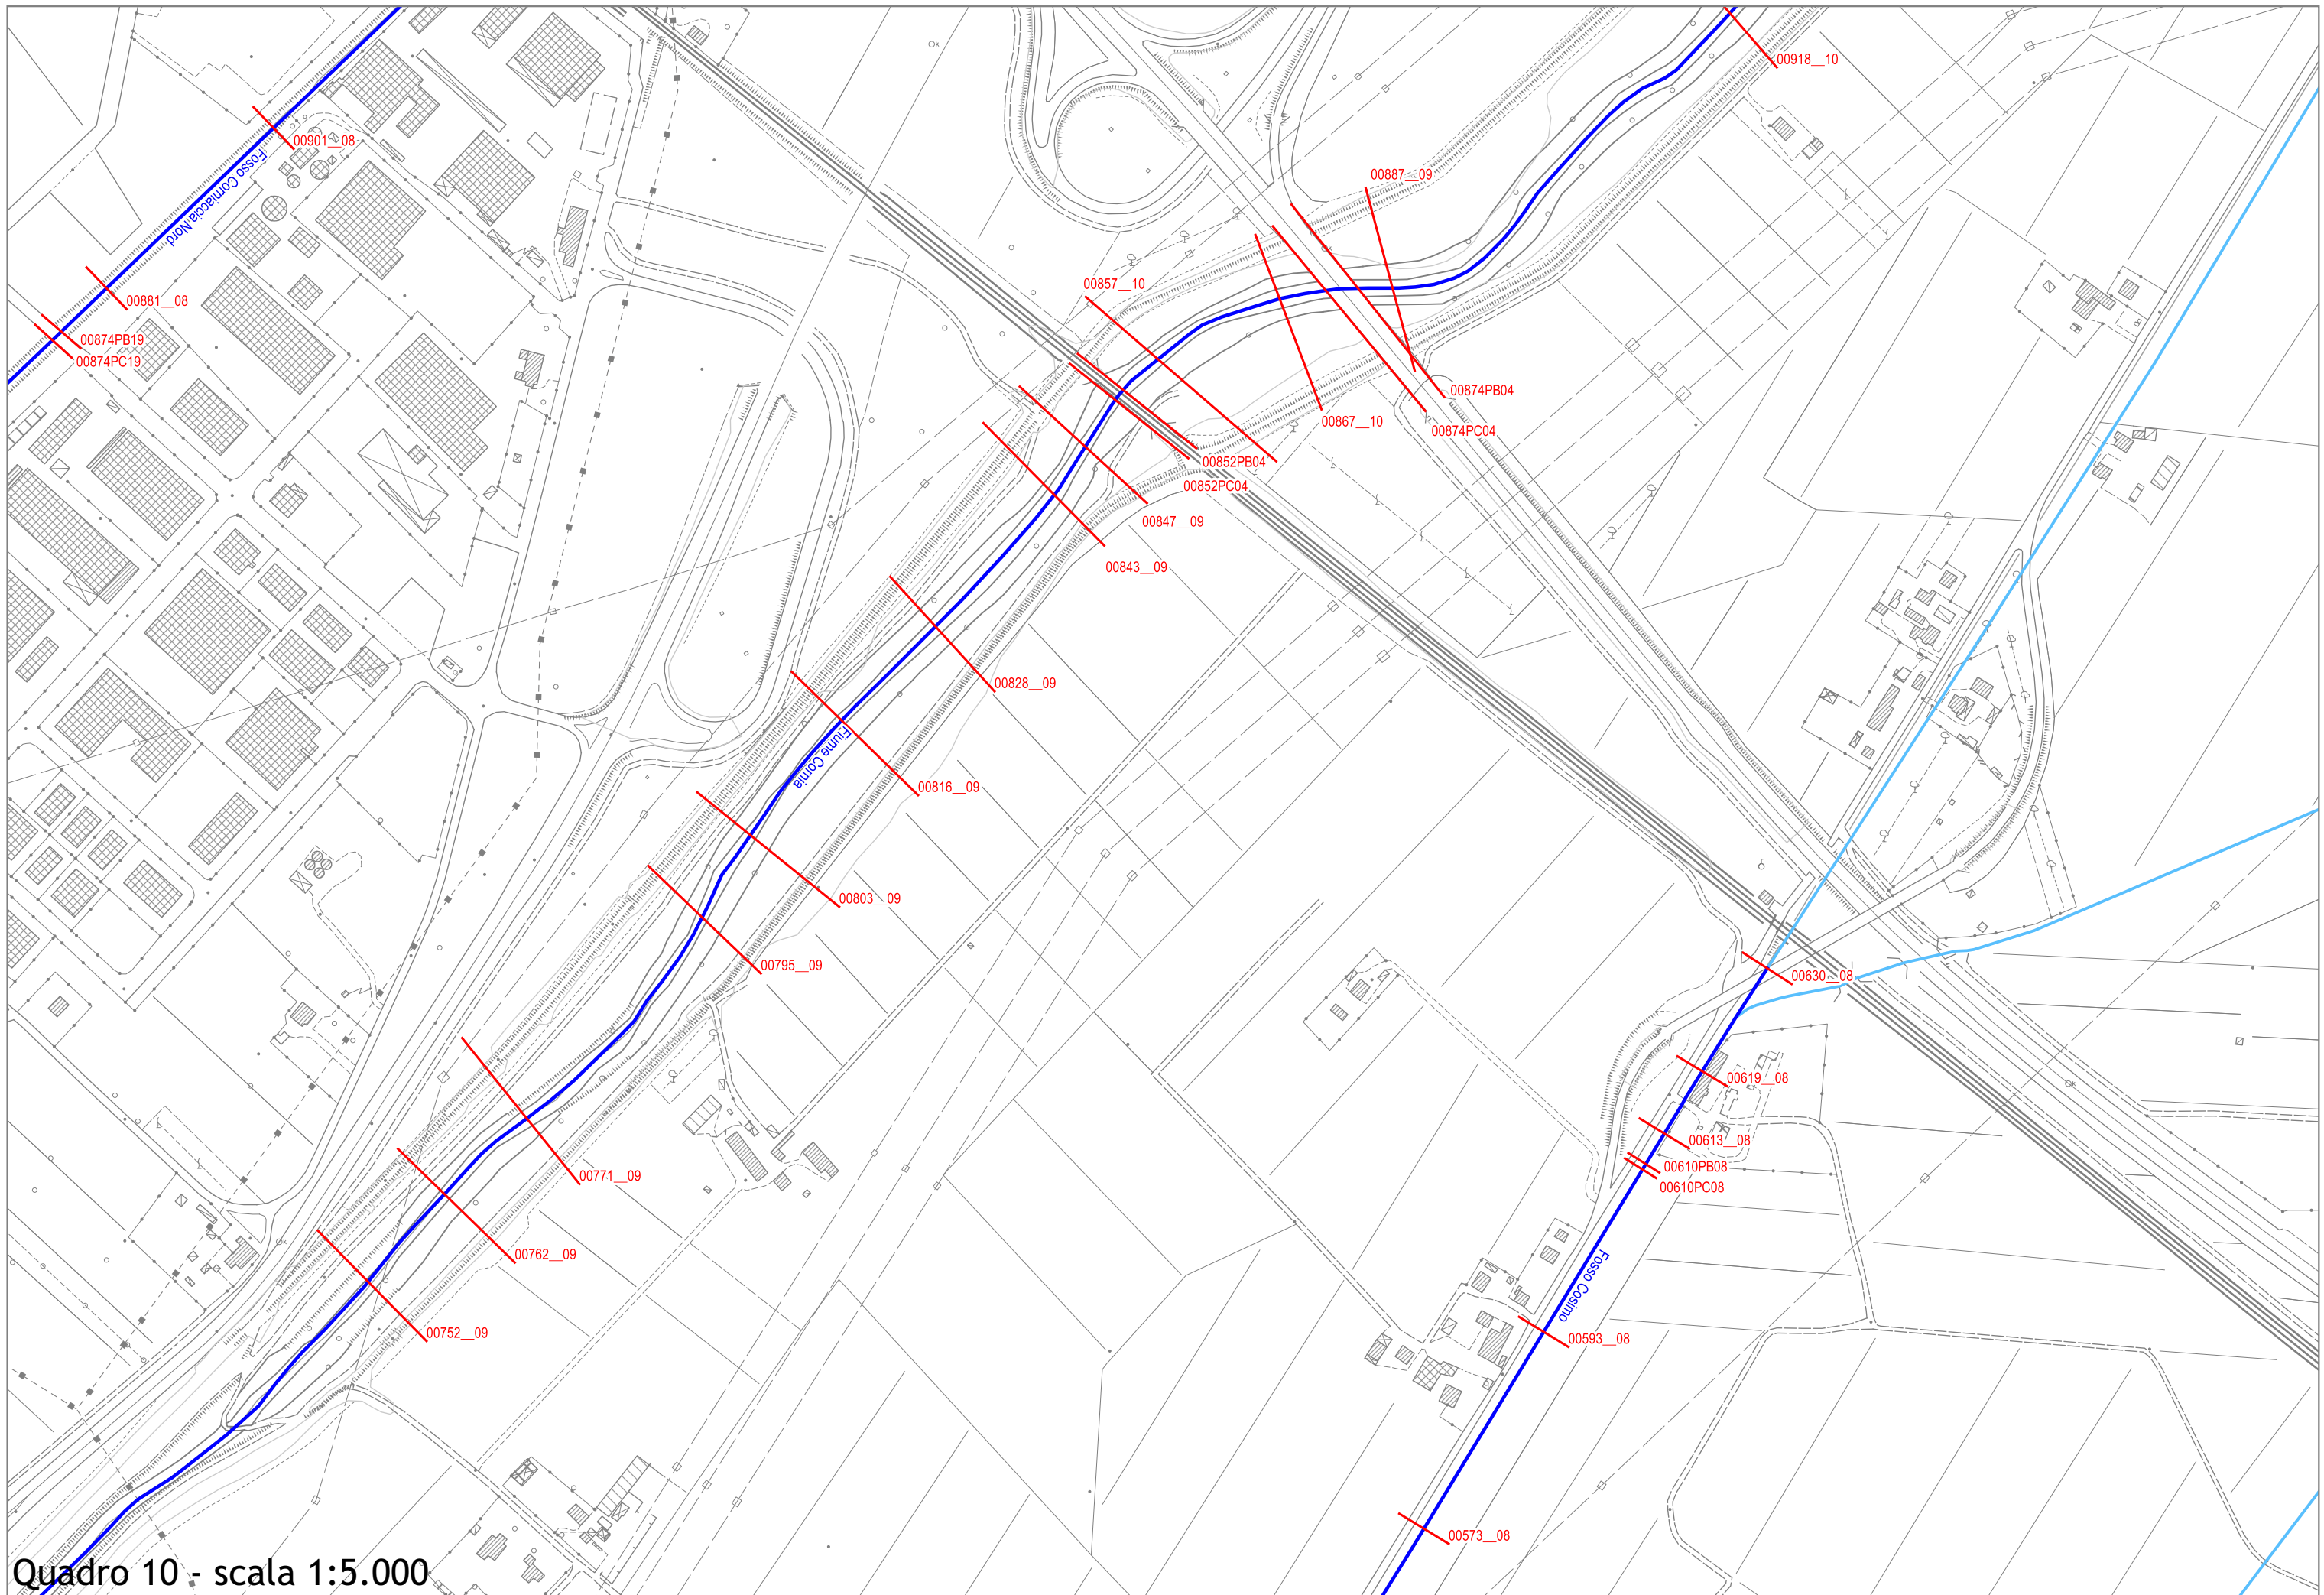 00918__10
00901__08
Fosso Corniaccia Nord
00887__09
00857__10
00881__08
00874PB19
00874PC19
00874PB04
00867__10
00874PC04
00852PB04
00852PC04
00847__09
00843__09
00828__09
Fiume Cornia
00816__09
00803__09
00795__09
00630__08
00619__08
00613__08
00610PB08
00610PC08
00771__09
00762__09
Fosso Cosimo
00752__09
00593__08
00573__08
Quadro 10 - scala 1:5.000